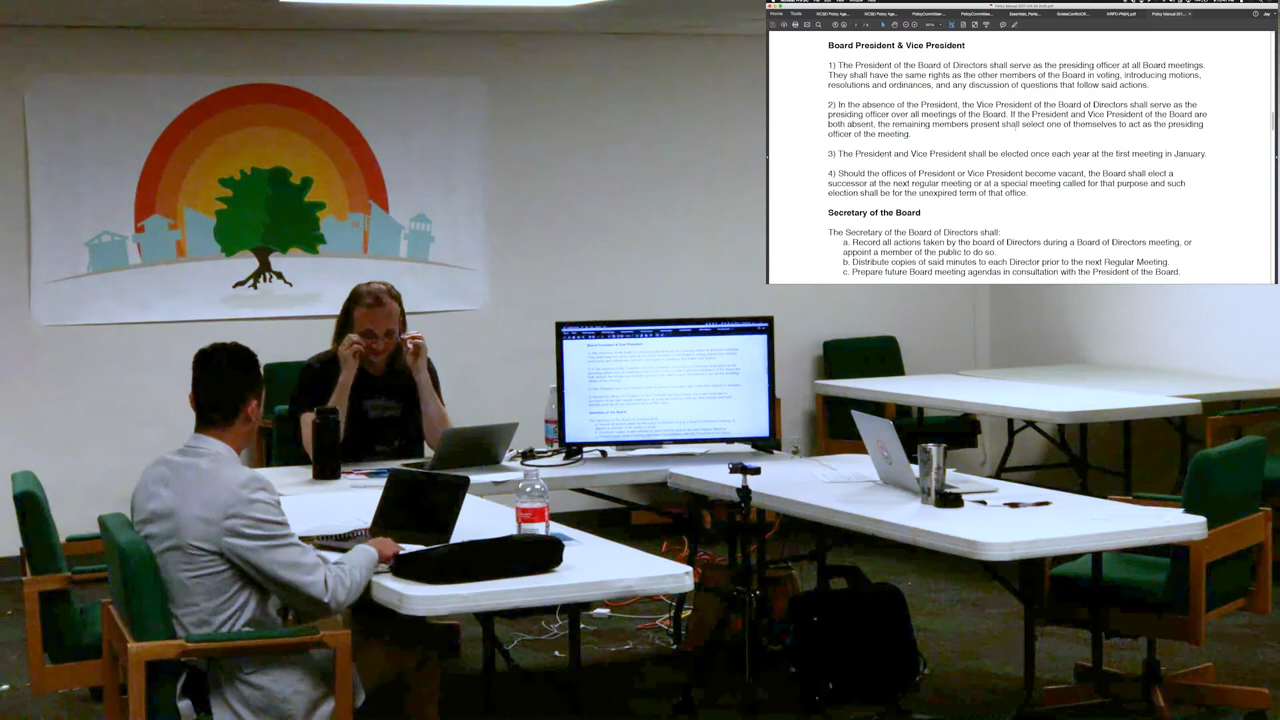 Board President & Vice President
1) The President of the Board of Directors shall serve as the presiding officer at all Board meetings.
They shall have the same rights as the other members of the Board in voting, introducing motions,
resolutions and ordinances, and any discussion of questions that follow said actions.
2) In the absence of the President, the Vice President of the Board of Directors shall serve as the
presiding officer over all meetings of the Board. If the President and Vice President of the Board are
both absent, the remaining members present shall select one of themselves to act as the presiding
officer of the meeting.
3) The President and Vice President shall be elected once each year at the first meeting in January.
4) Should the offices of President or Vice President become vacant, the Board shall elect a
successor at the next regular meeting or at a special meeting called for that purpose and such
election shall be for the unexpired term of that office.
Secretary of the Board
The Secretary of the Board of Directors shall:
a. Record all actions taken by the board of Directors during a Board of Directors meeting, or
appoint a member of the public to do so.
b. Distribute copies of said minutes to each Director prior to the next Regular Meeting.
c. Prepare future Board meeting agendas in consultation with the President of the Board.